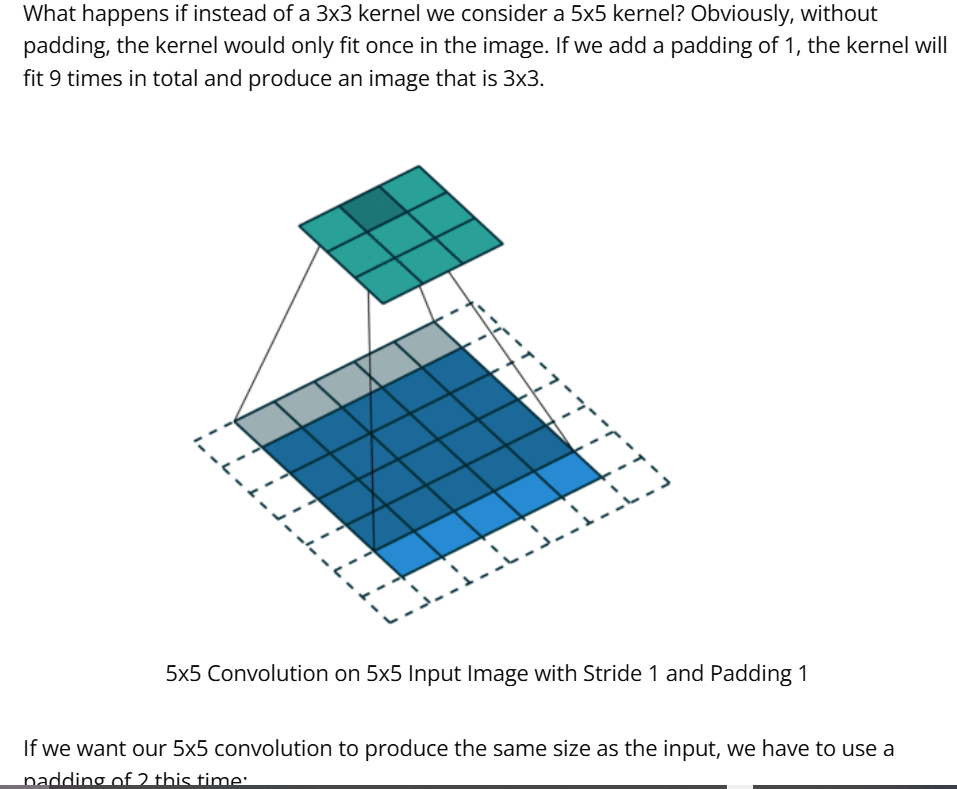 What happens if instead of a 3x3 kernel we consider a 5x5 kernel? Obviously, without
padding, the kernel would only fit once in the image. If we add a padding of 1, the kernel will
fit 9 times in total and produce an image that is 3x3.
5x5 Convolution on 5x5 Input Image with Stride 1 and Padding 1
If we want our 5x5 convolution to produce the same size as the input, we have to use a
padding of 2 this time: